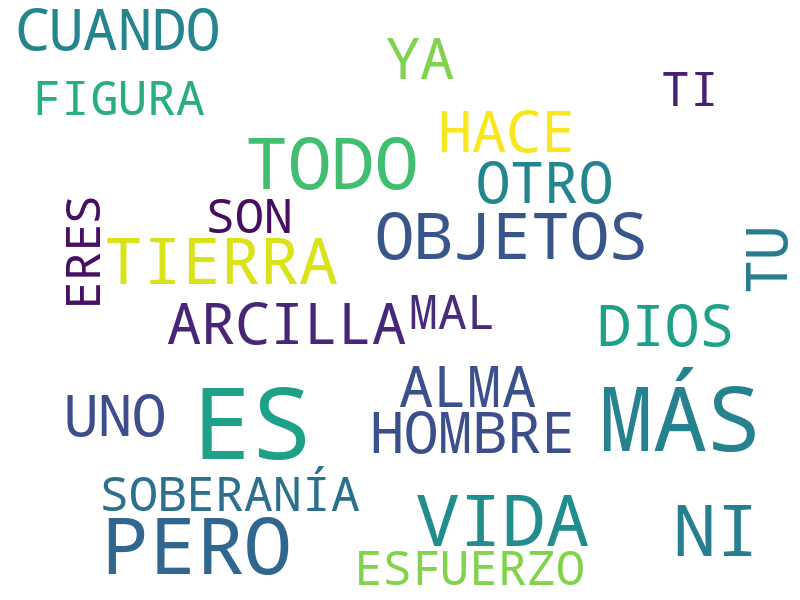 CUANDO
YA
TI
FIGURA
HACE
TODO
OTRO
SON
ERES
OBJETOS
TU
TIERRA
ARCILLA
MAL
DIOS
ALMA
UNO
ES
HOMBRE
MÁS
SOBERANÍA
VIDA
NI
PERO
ESFUERZO